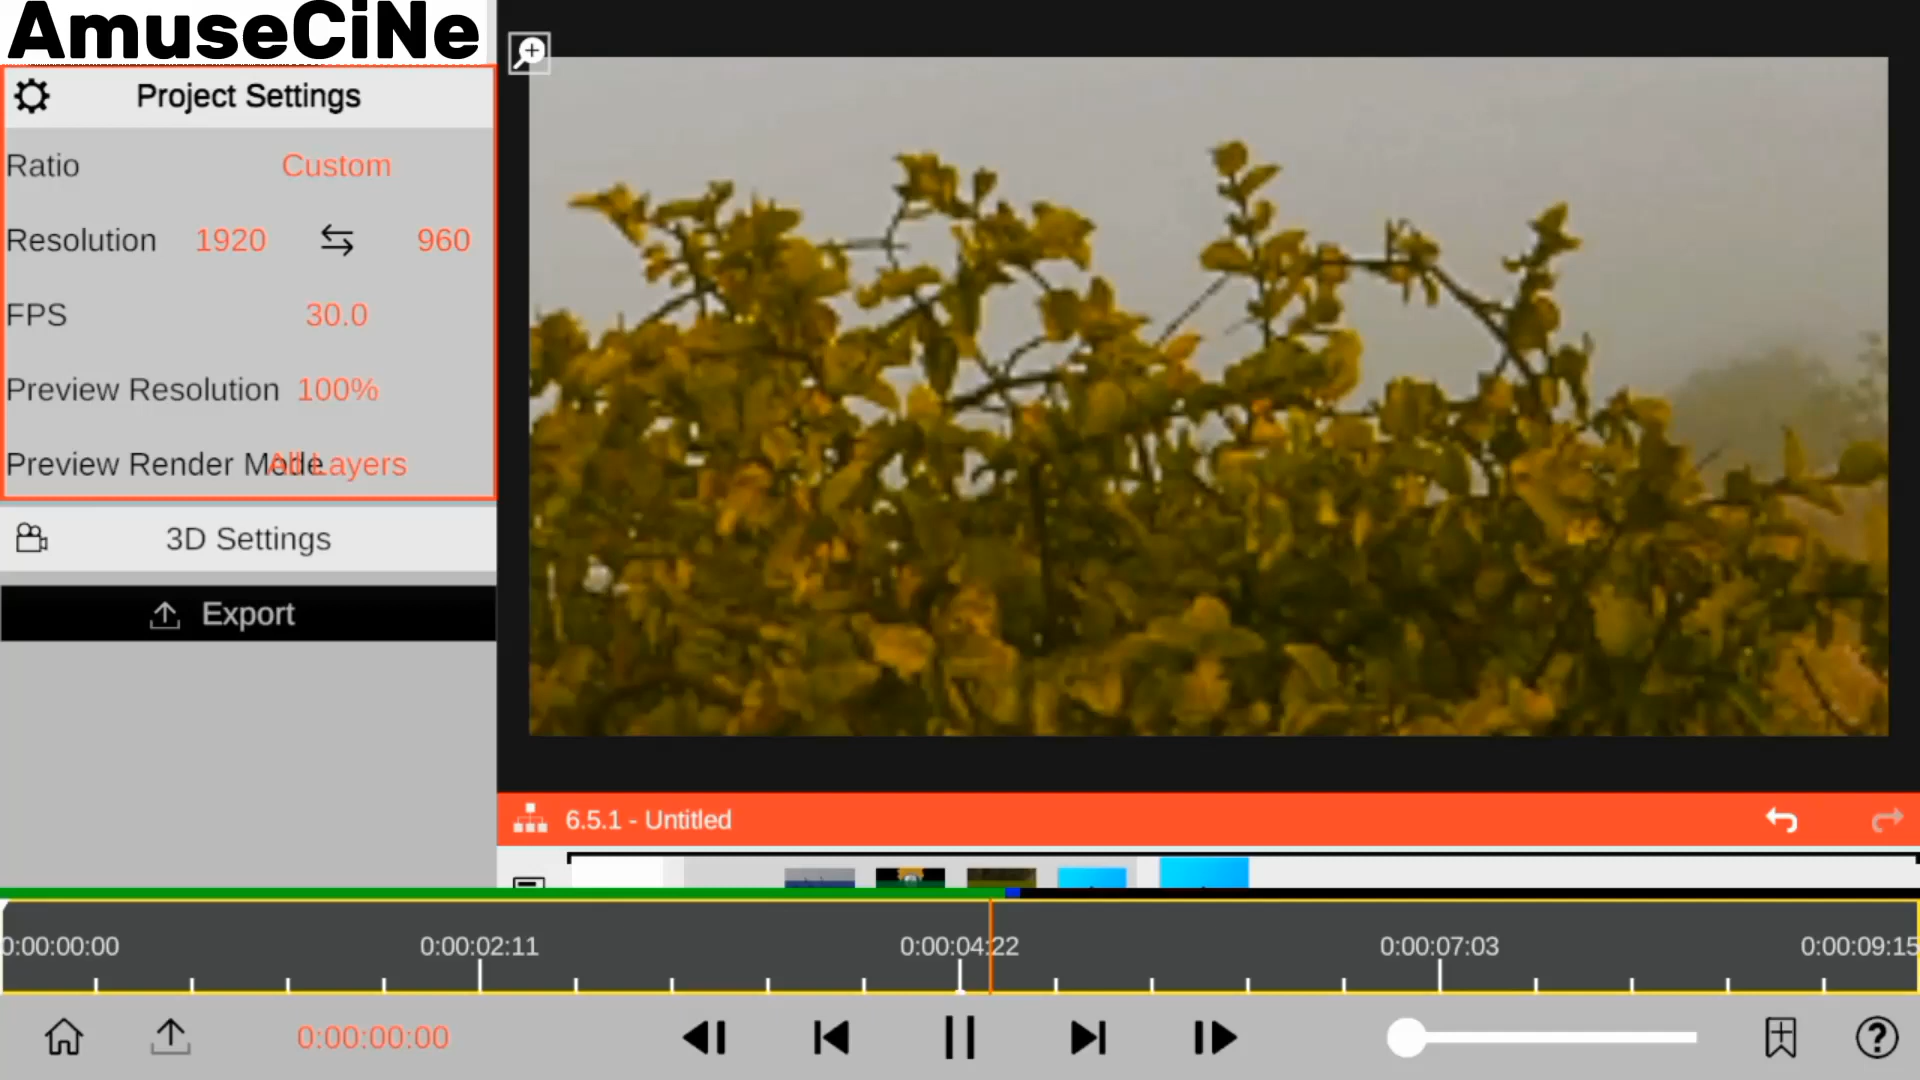 AmuseCiNe
Project Settings
Ratio Custom
Resolution 1920 960
FPS 30.0
Preview Resolution 100%
Preview Render Mode All Layers
3D Settings
Export
6.5.1 - Untitled
0:00:00:00 0:00:02:11 0:00:04:22 0:00:07:03 0:00:09:15
0:00:00:00